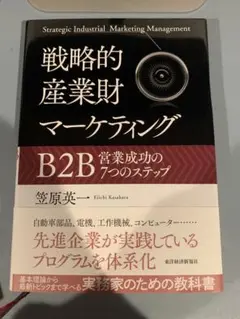 Strategic Industrial Marketing Management
戦略的
産業財
マーケティング
B2B 営業成功の
7つのステップ
笠原英一 Eiichi Kasahara
自動車部品、電機、工作機械、コンピューター……
先進企業が実践している
プログラムを体系化
東洋経済新報社
基本理論から
最新トピックまで学べる
実務家のための教科書